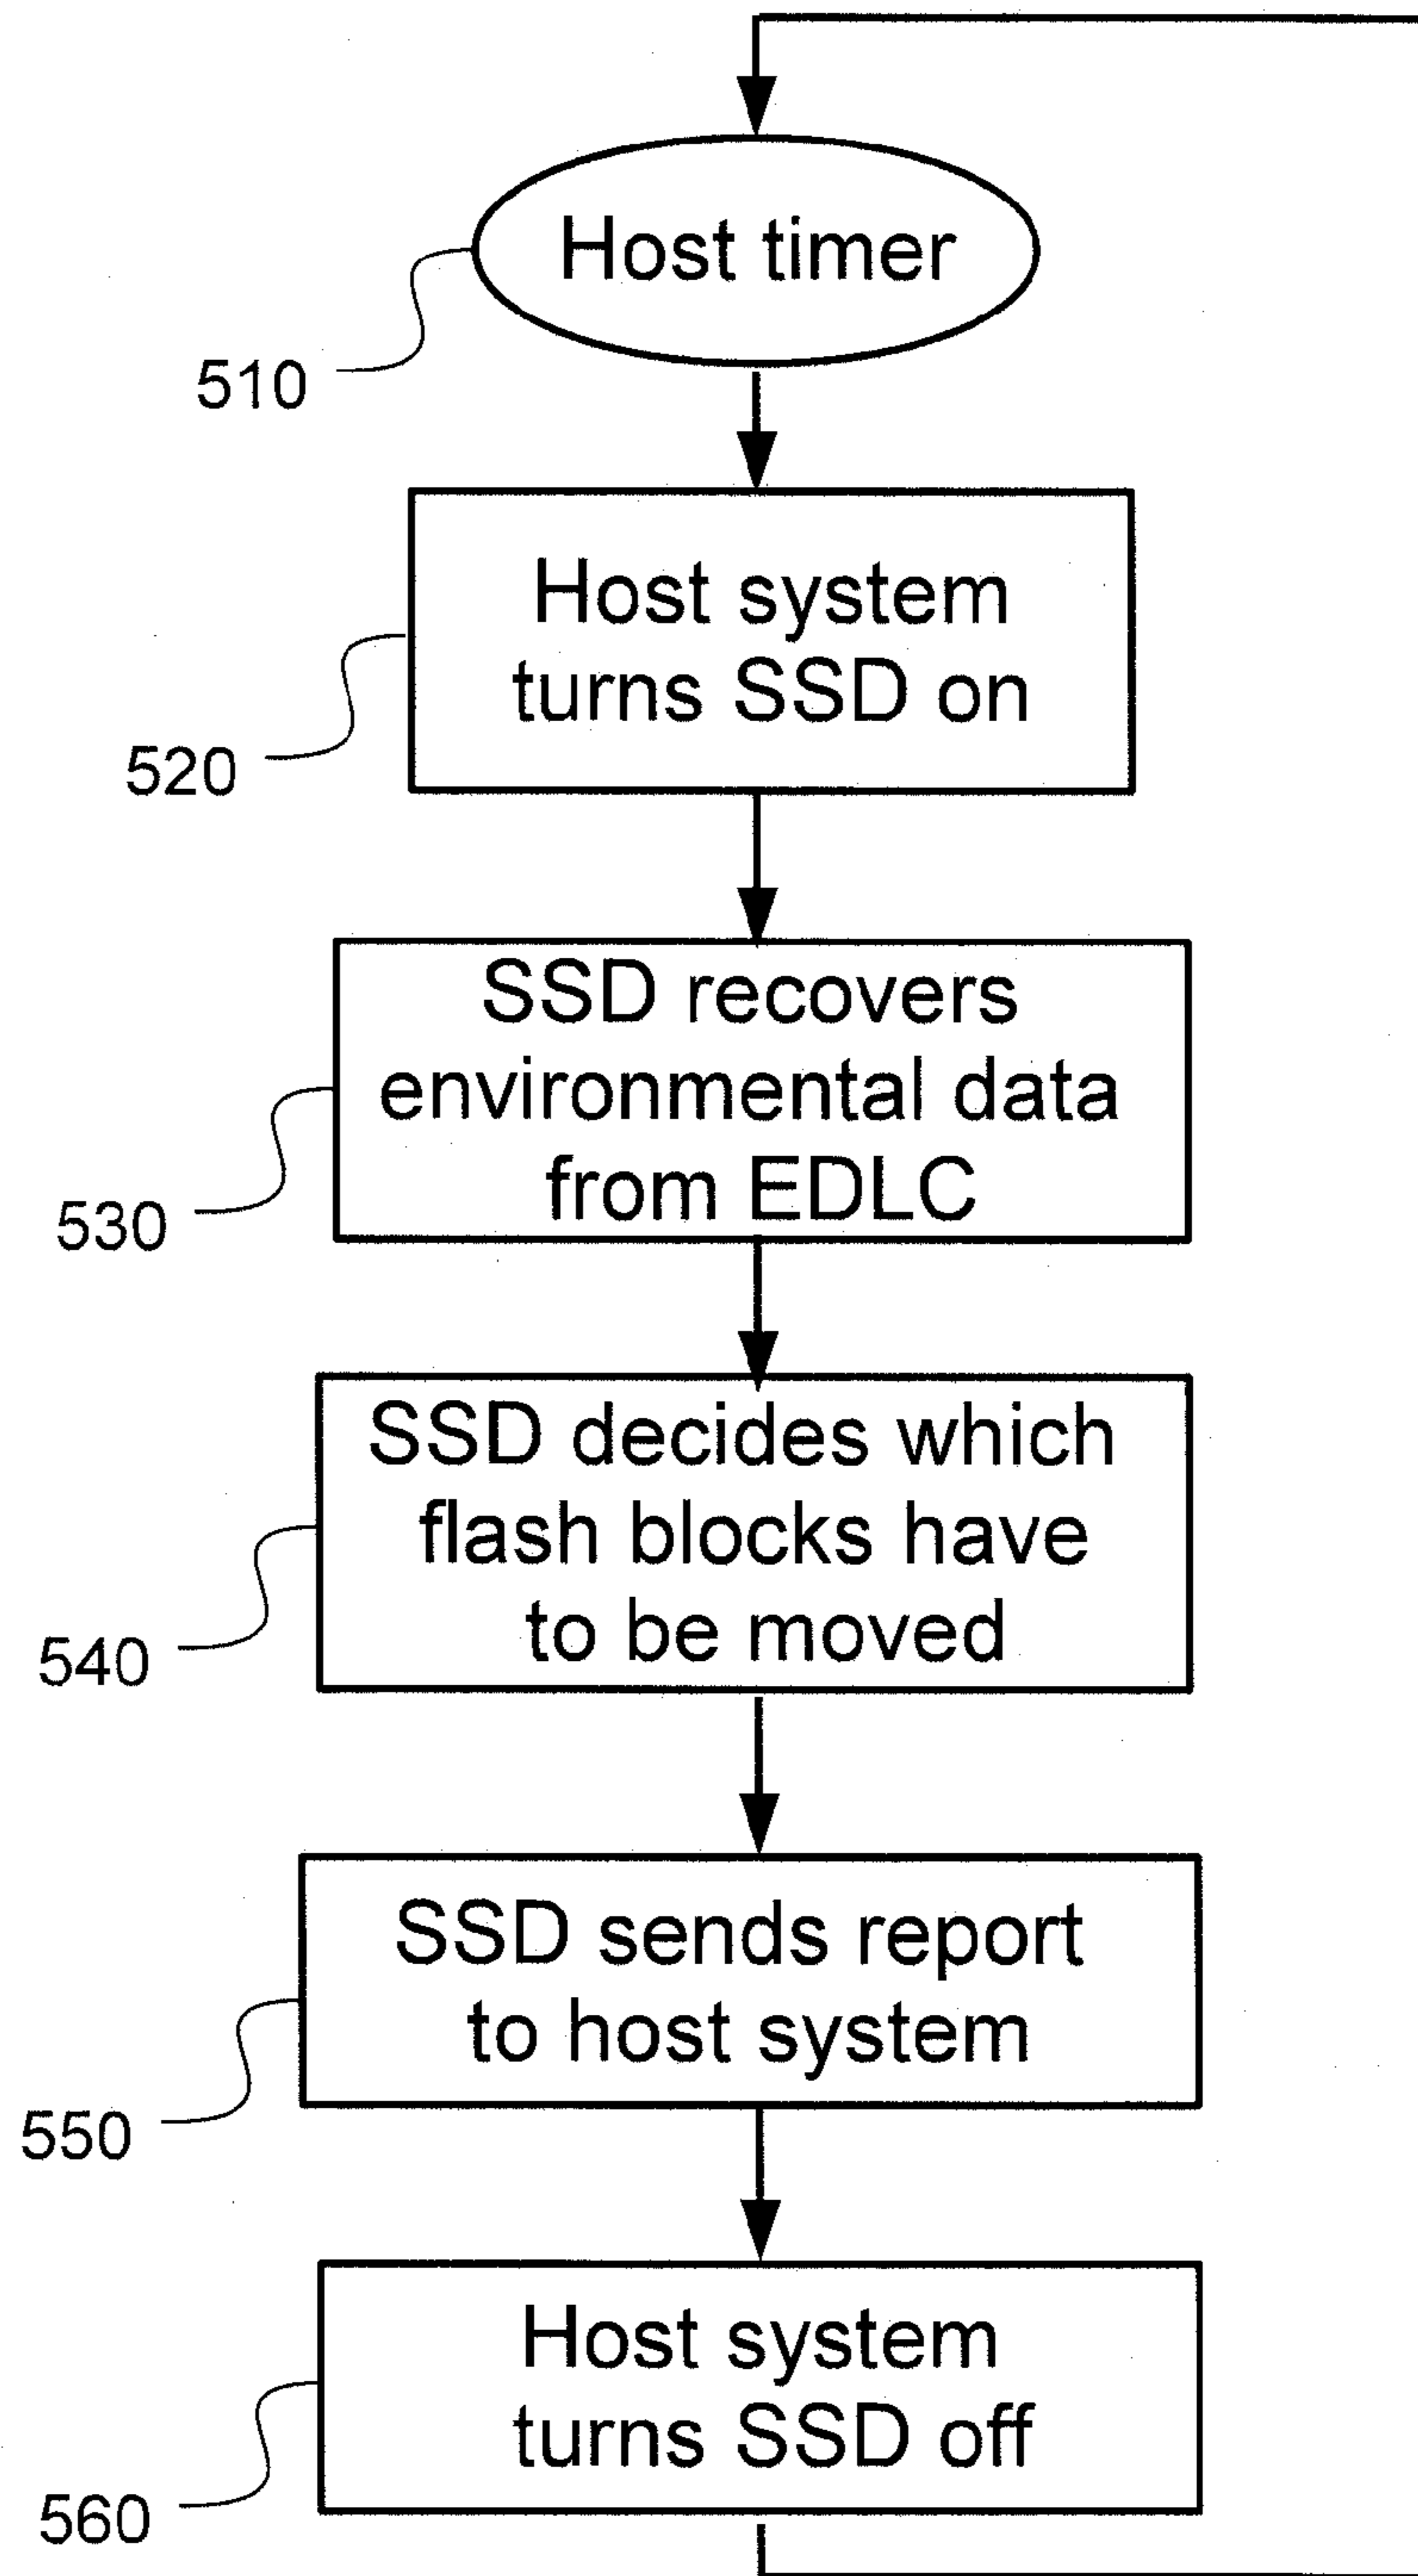 Host timer
510
Host system
turns SSD on
520
SSD recovers
environmental data
from EDLC
530
SSD decides which
flash blocks have
to be moved
540
SSD sends report
to host system
550
Host system
turns SSD off
560